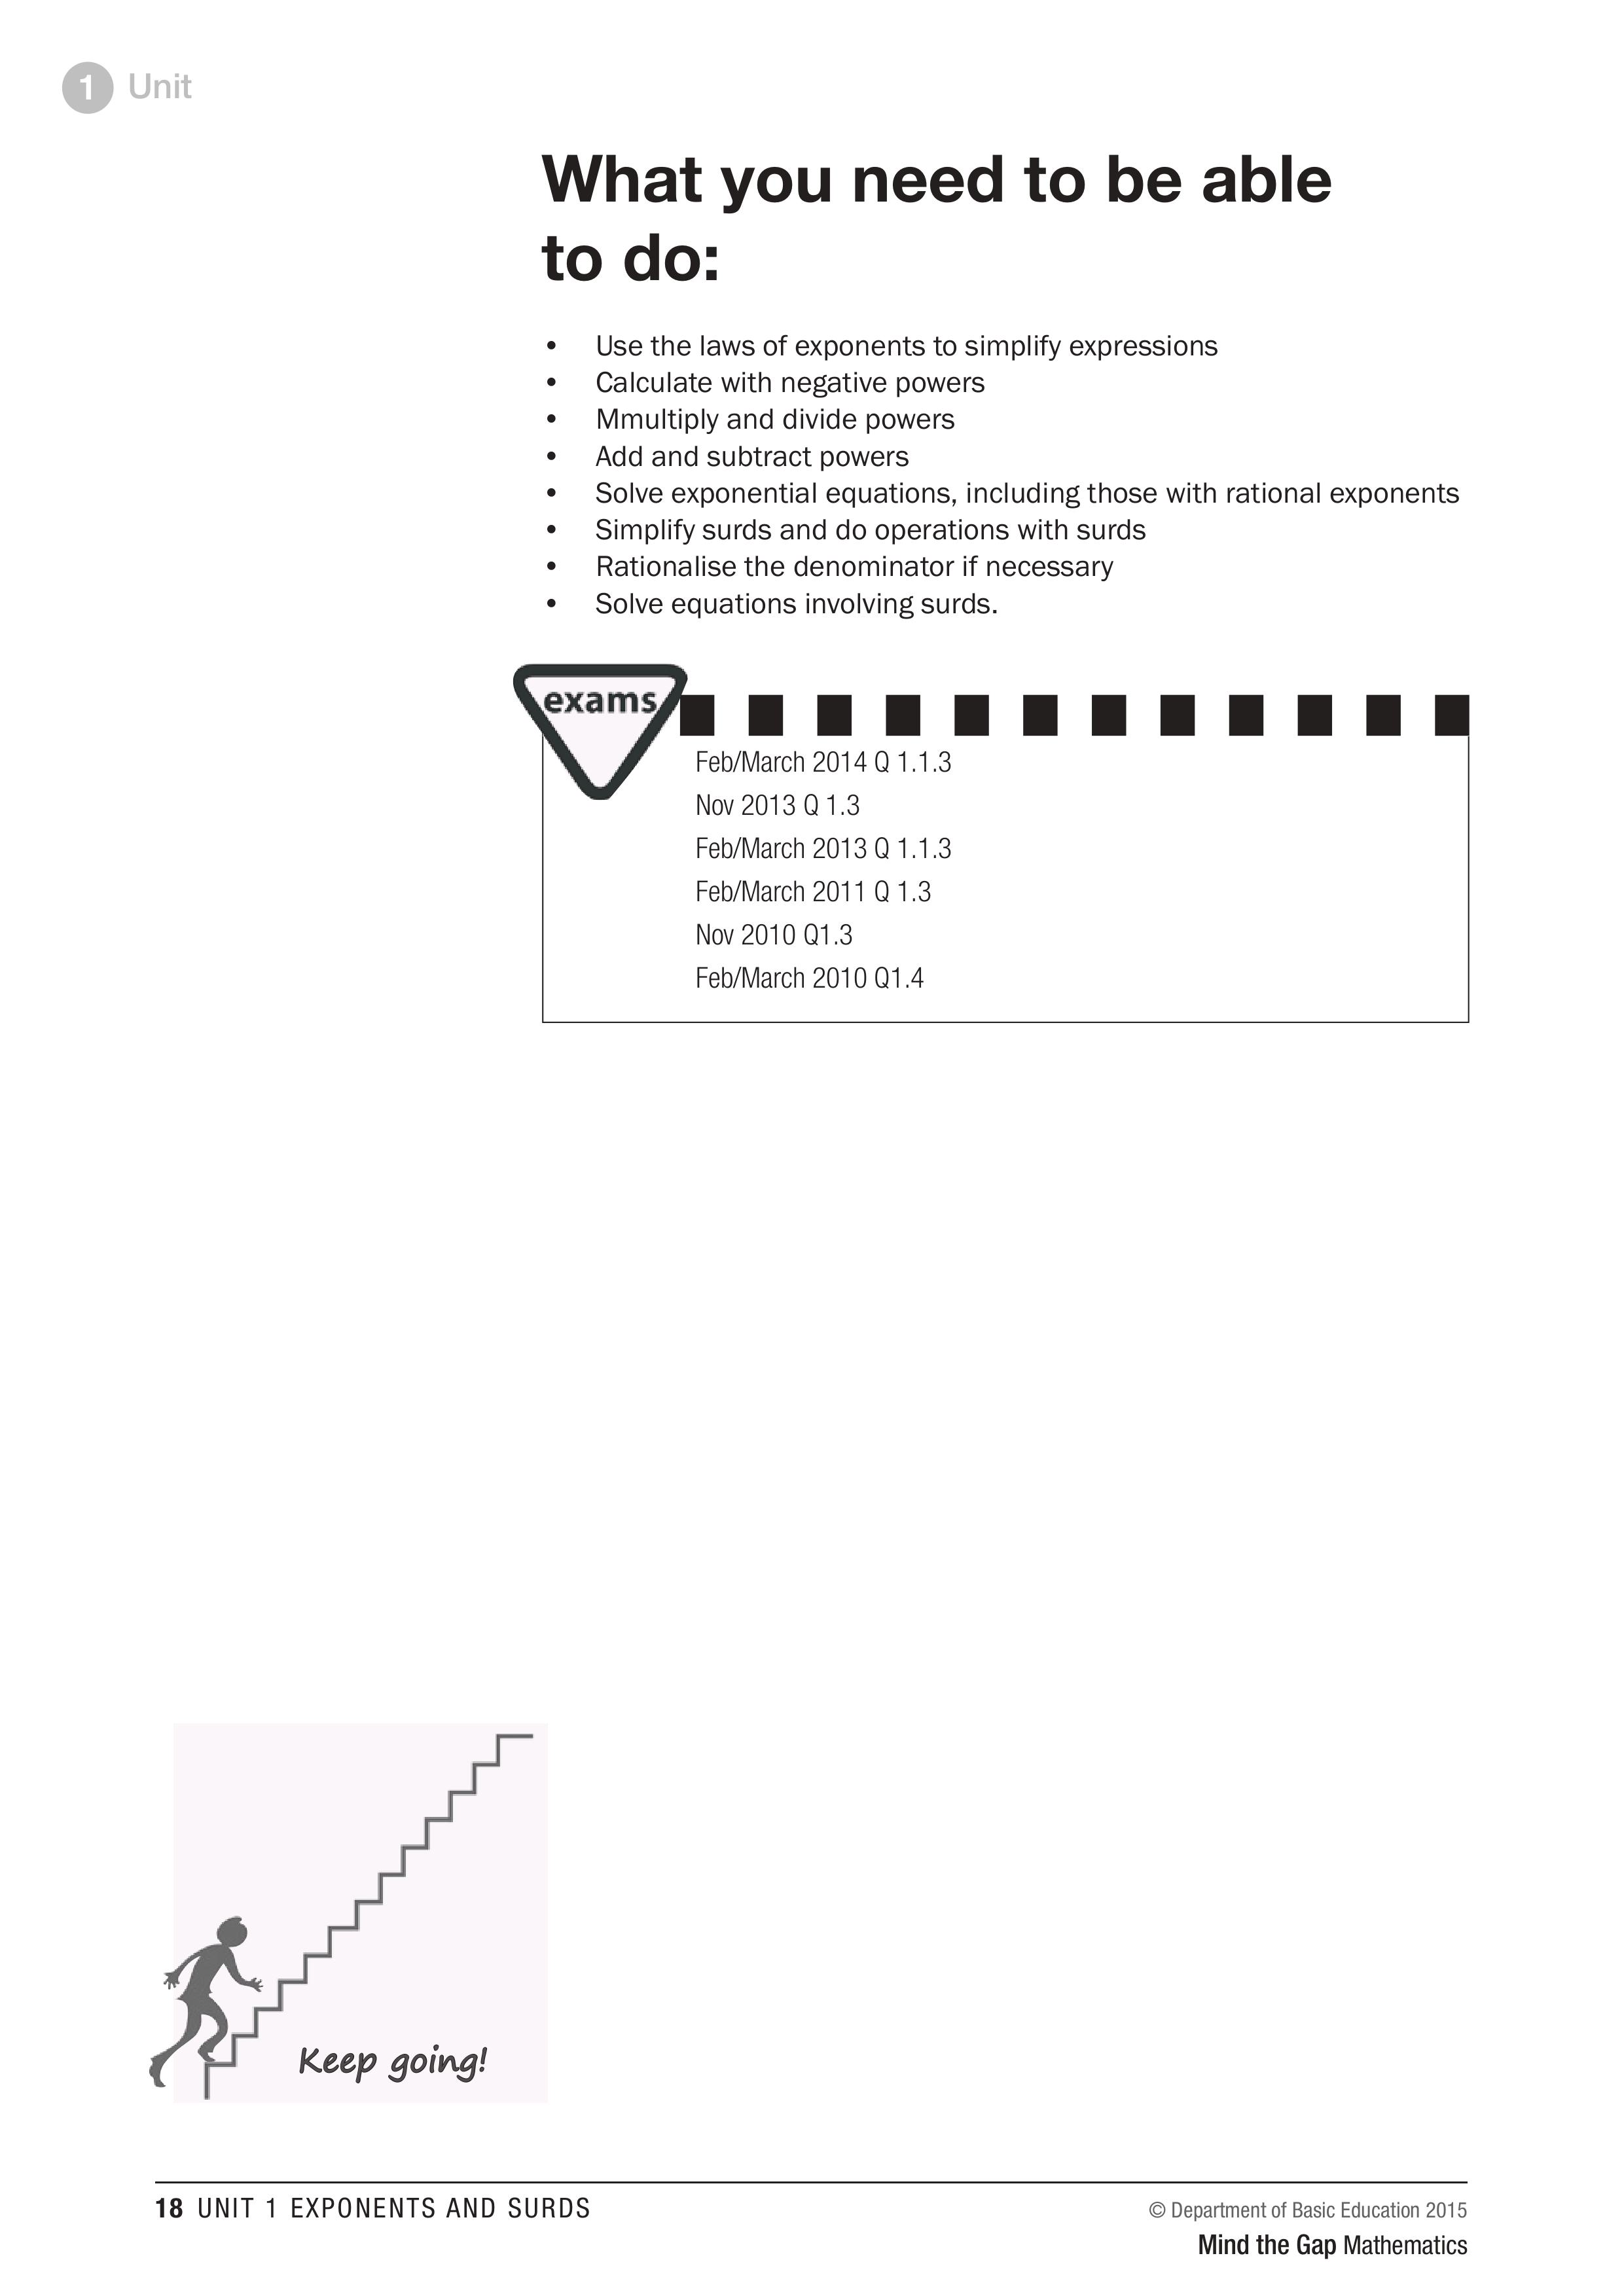 1 Unit
What you need to be able
to do:
• Use the laws of exponents to simplify expressions
• Calculate with negative powers
• Mmultiply and divide powers
• Add and subtract powers
• Solve exponential equations, including those with rational exponents
• Simplify surds and do operations with surds
• Rationalise the denominator if necessary
• Solve equations involving surds.
exams
Feb/March 2014 Q 1.1.3
Nov 2013 Q 1.3
Feb/March 2013 Q 1.1.3
Feb/March 2011 Q 1.3
Nov 2010 Q1.3
Feb/March 2010 Q1.4
Keep going!
18 UNIT 1 EXPONENTS AND SURDS
© Department of Basic Education 2015
Mind the Gap Mathematics